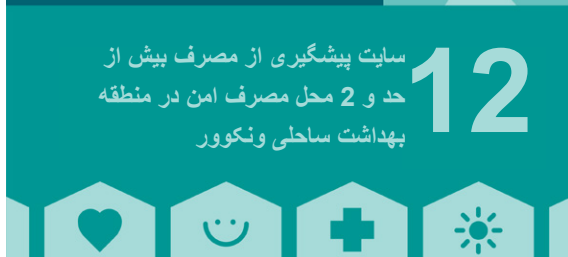 12
سایت پیشگیری از مصرف بیش از
حد و 2 محل مصرف امن در منطقه
بهداشت ساحلی ونکوور